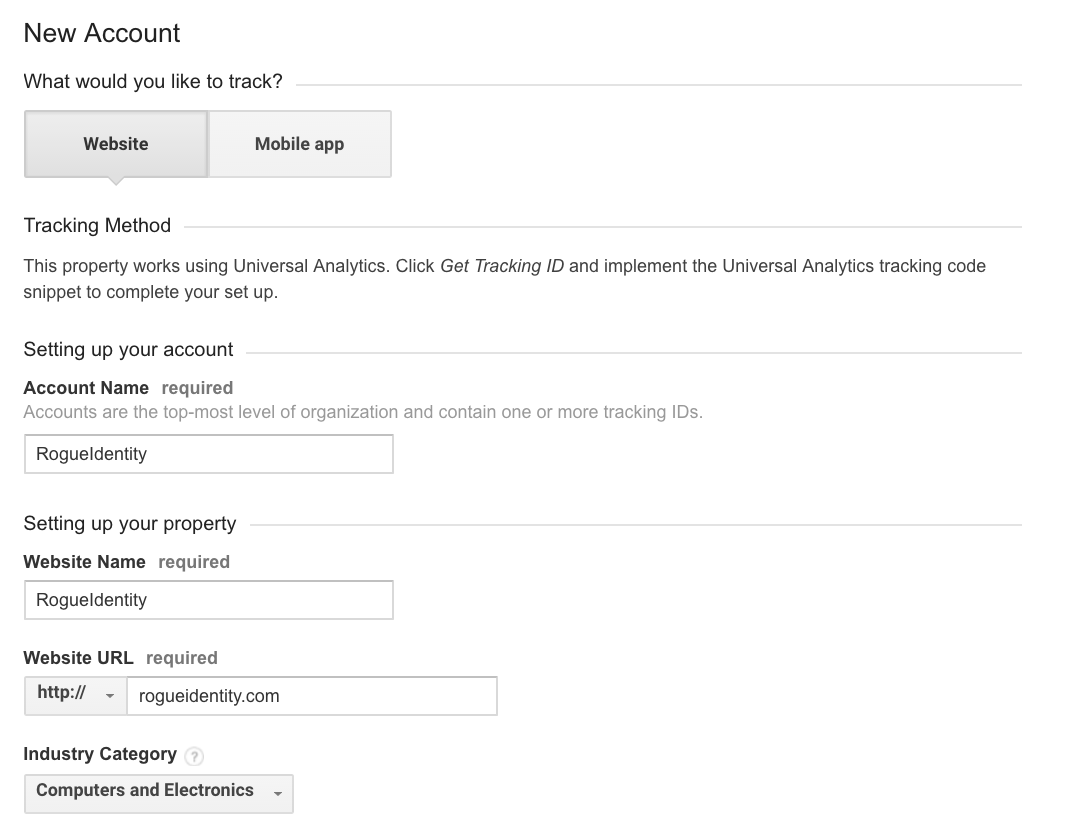 New Account
What would you like to track?
Website
Mobile app
Tracking Method
This property works using Universal Analytics. Click Get Tracking ID and implement the Universal Analytics tracking code
snippet to complete your set up.
Setting up your account
Account Name required
Accounts are the top-most level of organization and contain one or more tracking IDs.
RogueIdentity
Setting up your property
Website Name required
RogueIdentity
Website URL required
http:// rogueidentity.com
Industry Category ?
Computers and Electronics